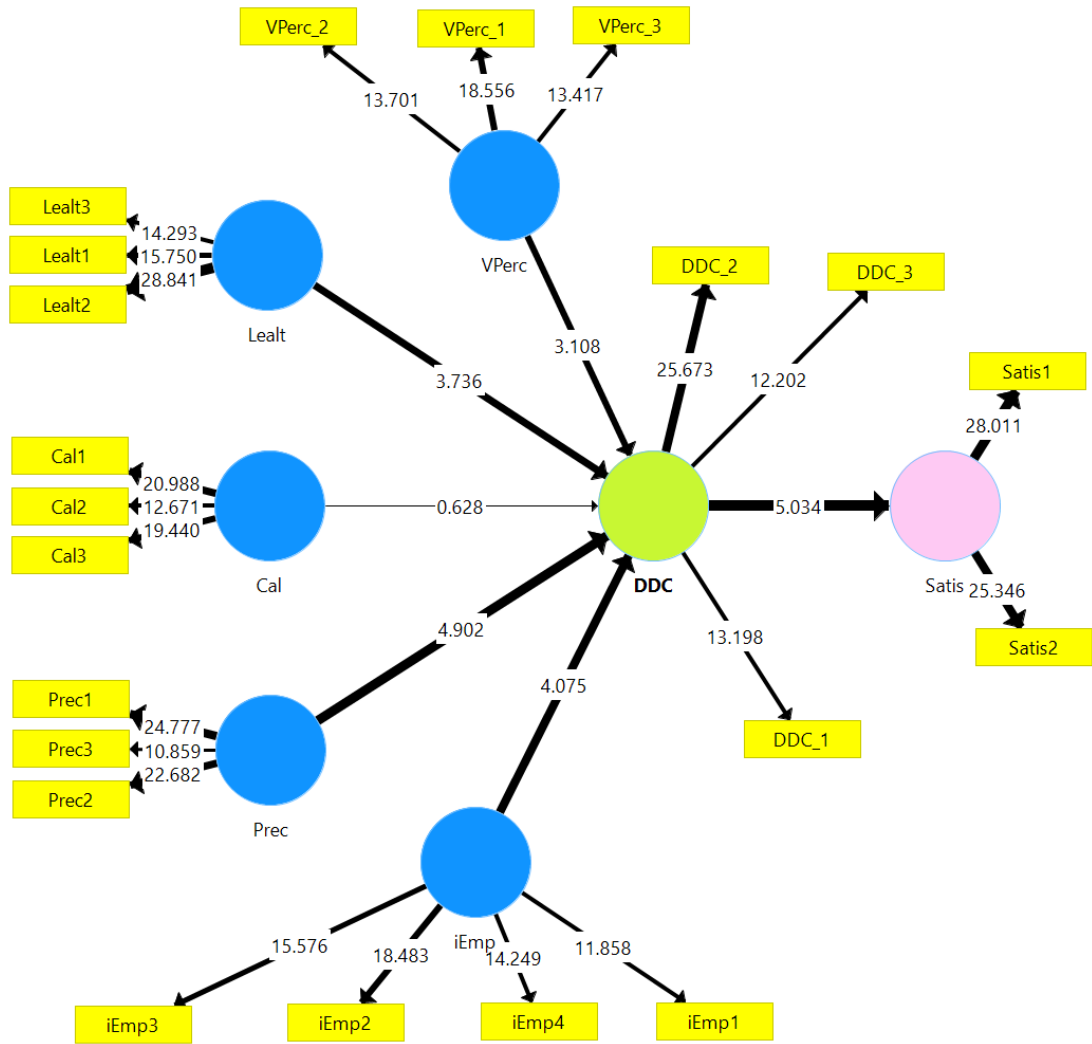 VPerc_2
VPerc_1
VPerc_3
13.701
18.556
13.417
VPerc
Lealt3
Lealt1
Lealt2
14.293
15.750
28.841
Lealt
3.736
3.108
DDC_2
DDC_3
25.673
12.202
Cal1
Cal2
Cal3
20.988
12.671
19.440
Cal
0.628
DDC
5.034
Satis1
28.011
Satis
25.346
Satis2
13.198
DDC_1
Prec1
Prec3
Prec2
24.777
10.859
22.682
Prec
4.902
4.075
iEmp
15.576
18.483
14.249
11.858
iEmp3
iEmp2
iEmp4
iEmp1